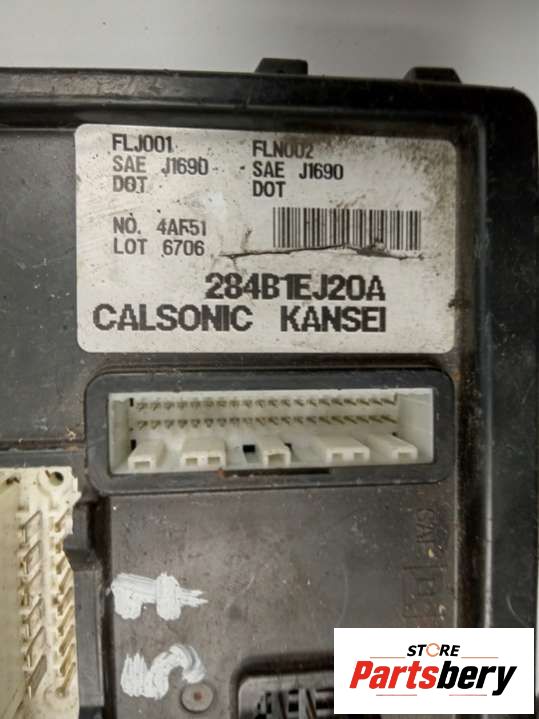 FLJ001 FLN002
SAE J1690 SAE J1690
DOT DOT
NO. 4AF51
LOT 6706
284B1EJ20A
CALSONIC KANSEI
STORE
Partsbery